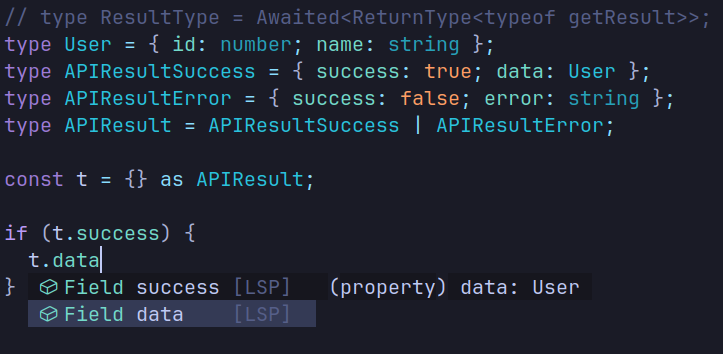 // type ResultType = Awaited<ReturnType<typeof getResult>>;
type User = { id: number; name: string };
type APIResultSuccess = { success: true; data: User };
type APIResultError = { success: false; error: string };
type APIResult = APIResultSuccess | APIResultError;
const t = {} as APIResult;
if (t.success) {
t.data
} Field success [LSP] (property) data: User
Field data [LSP]